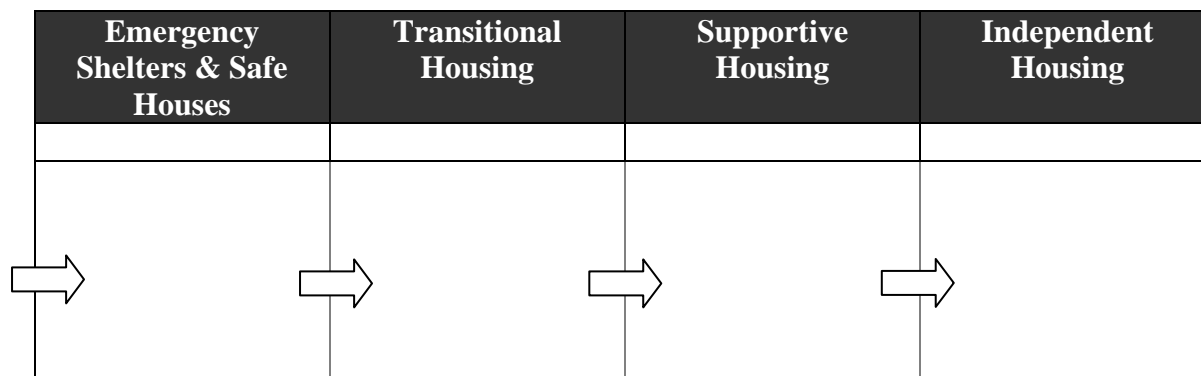 Emergency
Shelters & Safe
Houses
Transitional
Housing
Supportive
Housing
Independent
Housing